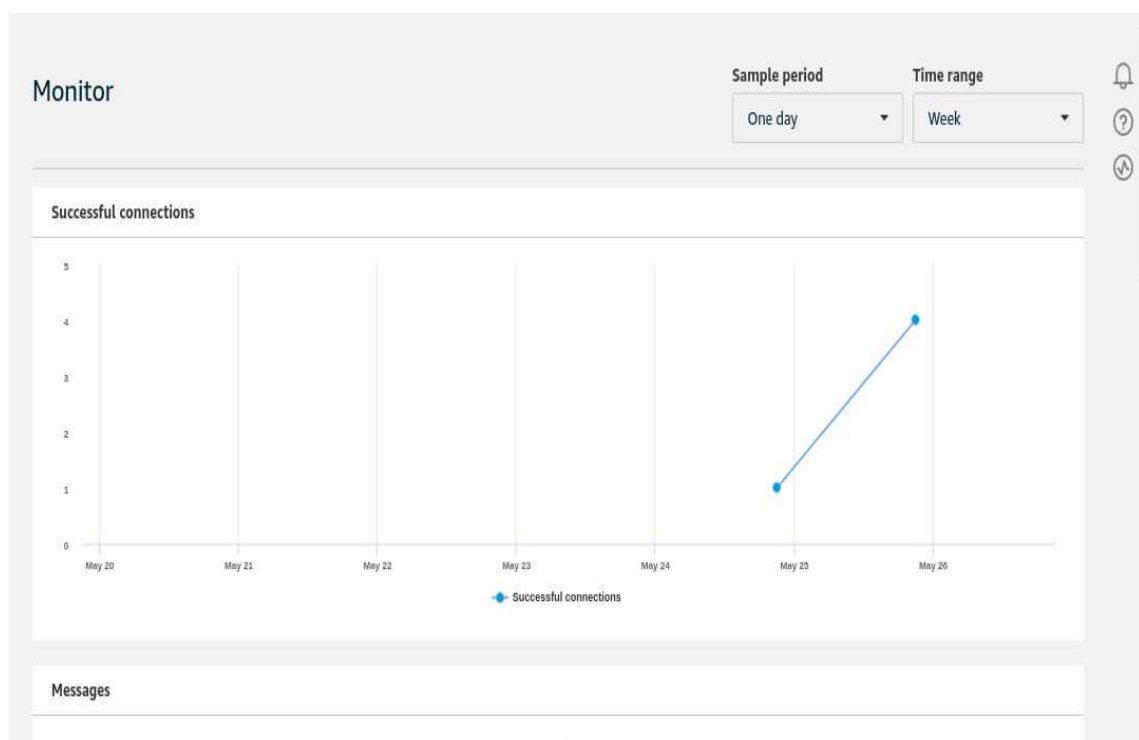 Monitor
Sample period
Time range
One day
Week
Successful connections
5
4
3
2
1
0
May 20
May 21
May 22
May 23
May 24
May 25
May 26
Successful connections
Messages